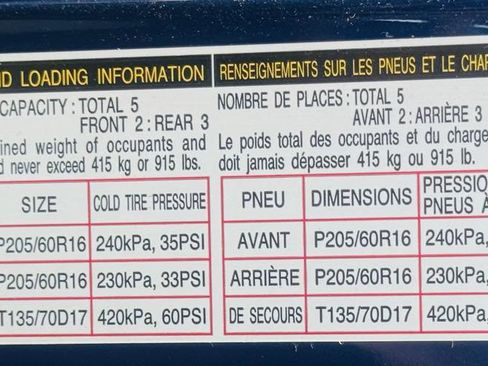 ND LOADING INFORMATION
CAPACITY : TOTAL 5
FRONT 2 : REAR 3
ined weight of occupants and
d never exceed 415 kg or 915 lbs.
SIZE COLD TIRE PRESSURE
P205/60R16 240kPa, 35PSI
P205/60R16 230kPa, 33PSI
T135/70D17 420kPa, 60PSI
RENSEIGNEMENTS SUR LES PNEUS ET LE CHAR
NOMBRE DE PLACES : TOTAL 5
AVANT 2 : ARRIÈRE 3
Le poids total des occupants et du charge
doit jamais dépasser 415 kg ou 915 lb.
PNEU DIMENSIONS PRESSIO
PNEUS À
AVANT P205/60R16 240kPa,
ARRIÈRE P205/60R16 230kPa,
DE SECOURS T135/70D17 420kPa,